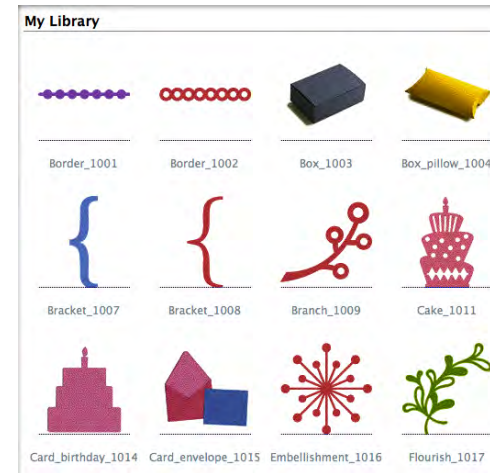 My Library
Border_1001 Border_1002 Box_1003 Box_pillow_1004
Bracket_1007 Bracket_1008 Branch_1009 Cake_1011
Card_birthday_1014 Card_envelope_1015 Embellishment_1016 Flourish_1017